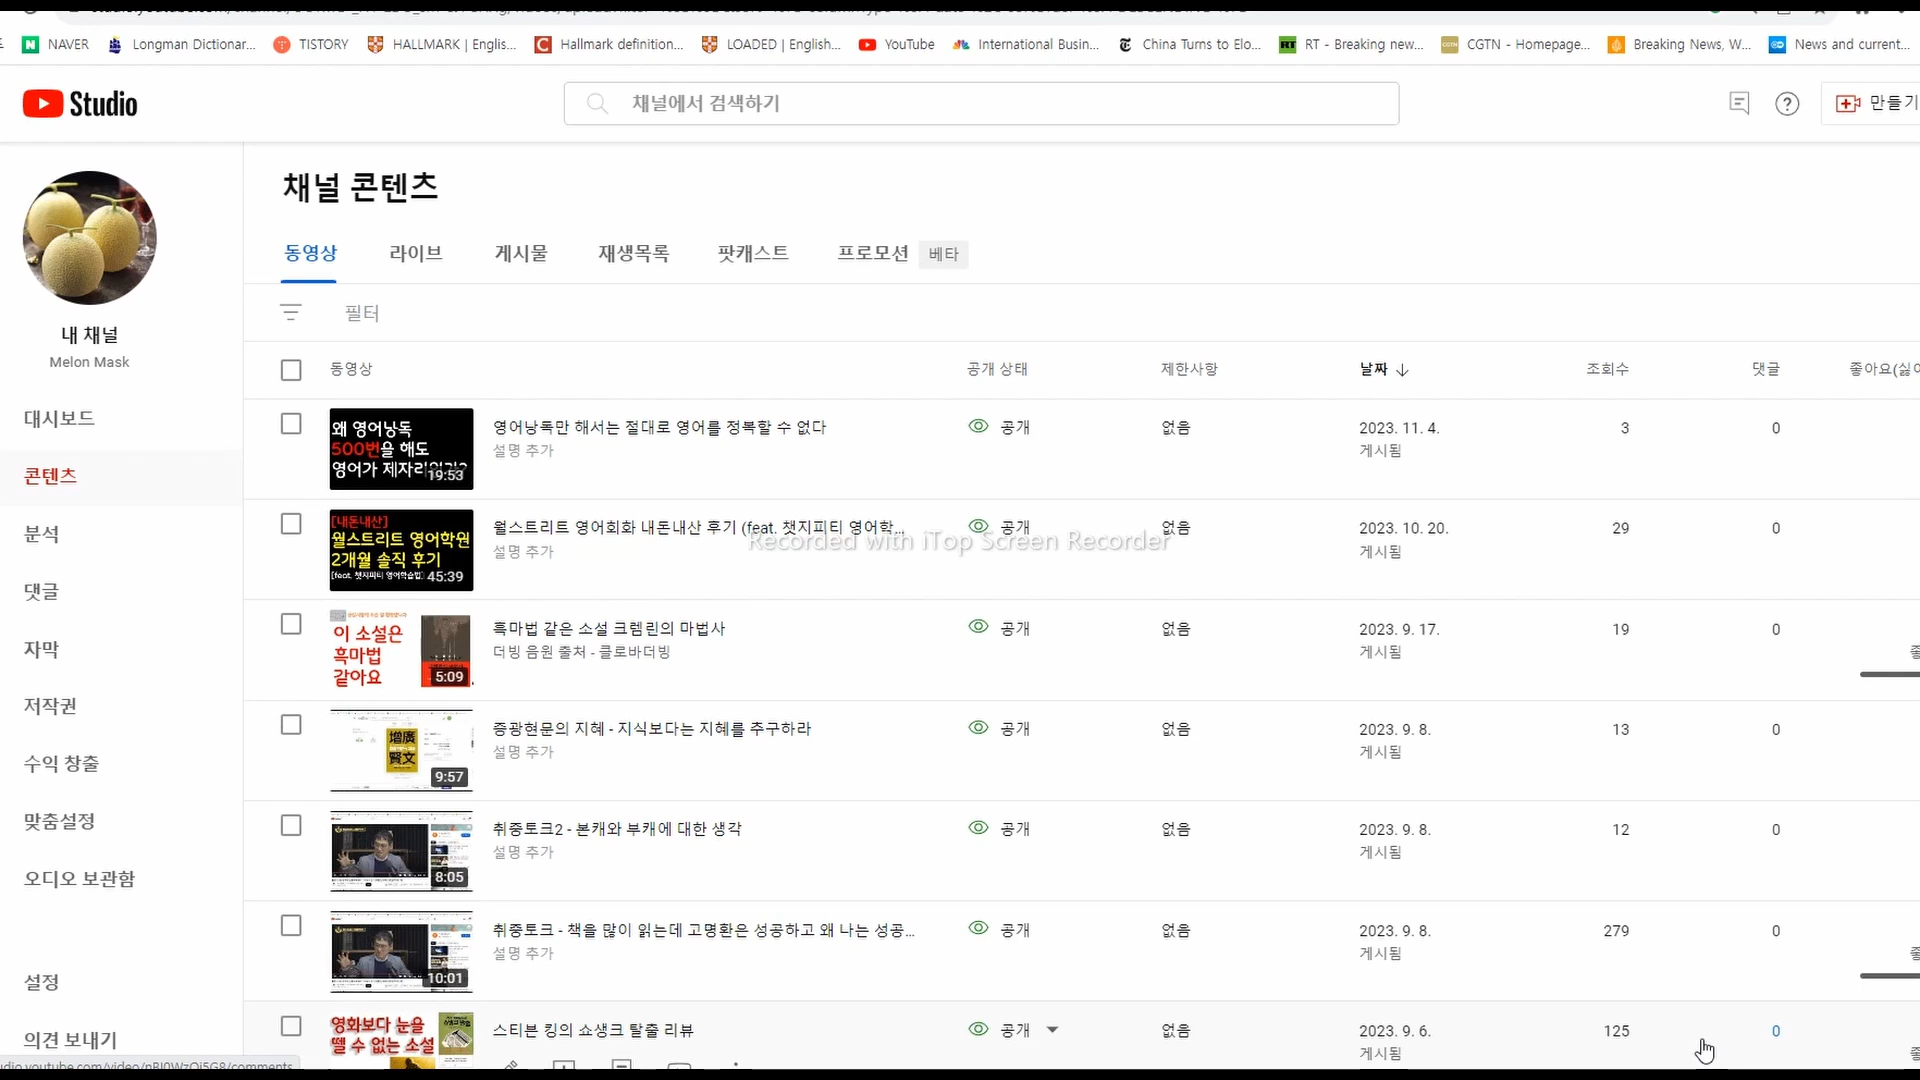 NAVER Longman Dictionar... TISTORY HALLMARK | Englis... Hallmark definition... LOADED | English... YouTube International Busin... China Turns to Elo... RT - Breaking new... CGTN - Homepage... Breaking News, W... News and current...
Studio
채널에서 검색하기
만들기
내 채널
Melon Mask
대시보드
콘텐츠
분석
댓글
자막
저작권
수익 창출
맞춤설정
오디오 보관함
설정
의견 보내기
채널 콘텐츠
동영상 라이브 게시물 재생목록 팟캐스트 프로모션 베타
필터
동영상 공개 상태 제한사항 날짜 조회수 댓글 좋아요(싫어
왜 영어낭독
500번을 해도
영어가 제자리일까?
19:53
영어낭독만 해서는 절대로 영어를 정복할 수 없다 공개 없음 2023. 11. 4. 3 0
설명 추가 게시됨
[내돈내산]
월스트리트 영어학원
2개월 솔직 후기
[feat. 챗지피티 영어학습법]
45:39
월스트리트 영어회화 내돈내산 후기 (feat. 챗지피티 영어학... 공개 없음 2023. 10. 20. 29 0
설명 추가 게시됨
Recorded with iTop Screen Recorder
이 소설은
흑마법
같아요
5:09
흑마법 같은 소설 크렘린의 마법사 공개 없음 2023. 9. 17. 19 0
더빙 음원 출처 - 클로바더빙 게시됨
增廣
賢文
9:57
증광현문의 지혜 - 지식보다는 지혜를 추구하라 공개 없음 2023. 9. 8. 13 0
설명 추가 게시됨
8:05
취중토크2 - 본캐와 부캐에 대한 생각 공개 없음 2023. 9. 8. 12 0
설명 추가 게시됨
10:01
취중토크 - 책을 많이 읽는데 고명환은 성공하고 왜 나는 성공... 공개 없음 2023. 9. 8. 279 0
설명 추가 게시됨
영화보다 눈을
뗄 수 없는 소설
스티븐 킹의 쇼생크 탈출 리뷰 공개 없음 2023. 9. 6. 125 0
게시됨